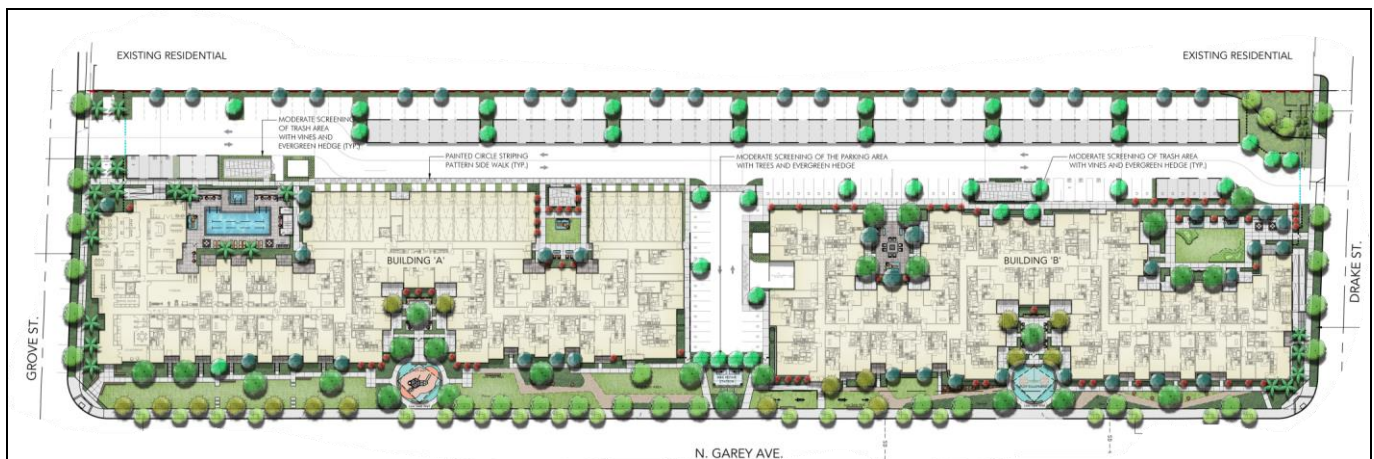 EXISTING RESIDENTIAL
EXISTING RESIDENTIAL
MODERATE SCREENING
OF TRASH AREA
WITH VINES AND
EVERGREEN HEDGE (TYP.)
PAINTED CIRCLE STRIPING
PATTERN SIDE WALK (TYP.)
MODERATE SCREENING OF THE PARKING AREA
WITH TREES AND EVERGREEN HEDGE
MODERATE SCREENING OF TRASH AREA
WITH VINES AND EVERGREEN HEDGE (TYP.)
BUILDING 'A'
BUILDING 'B'
GROVE ST.
DRAKE ST.
N. GAREY AVE.